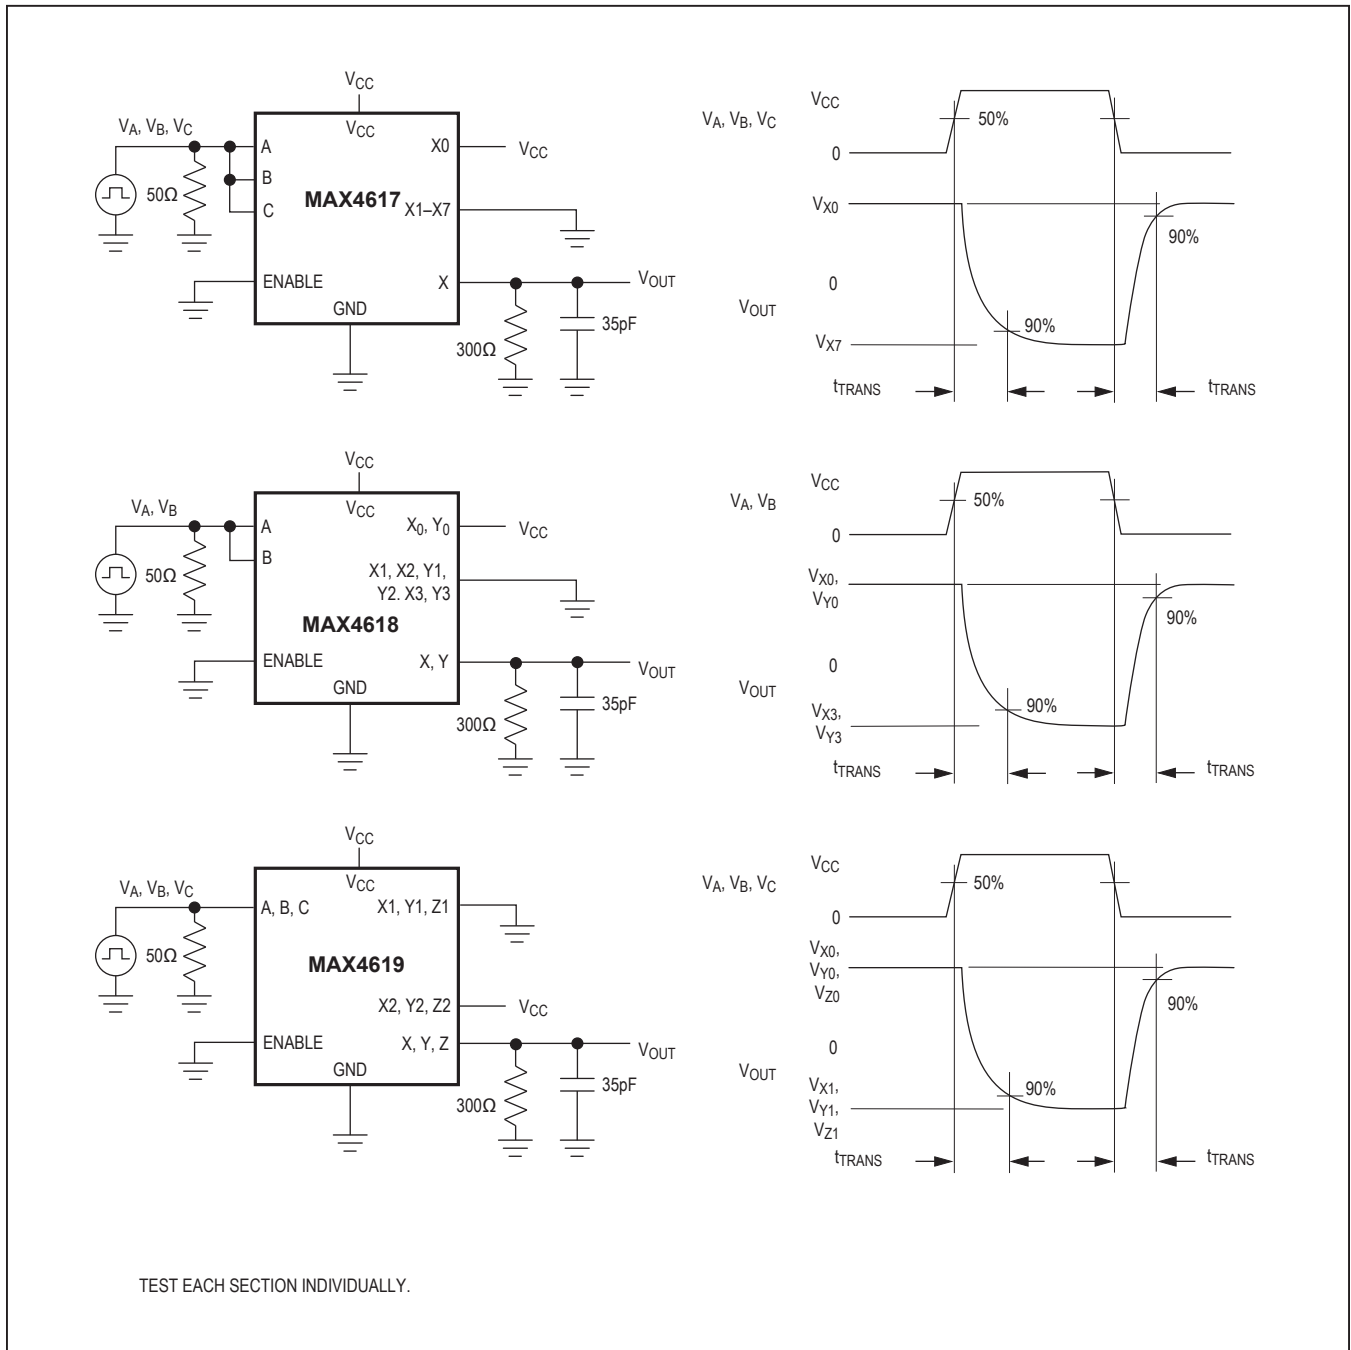 VCC
VA, VB, VC
VCC
A
X0
VCC
B
50Ω
MAX4617
C
X1–X7
ENABLE
X
VOUT
GND
35pF
300Ω
VA, VB, VC
VCC
50%
0
VX0
90%
0
VOUT
90%
VX7
tTRANS
tTRANS
VCC
VA, VB
VCC
A
X0, Y0
VCC
B
50Ω
X1, X2, Y1,
Y2. X3, Y3
MAX4618
ENABLE
X, Y
VOUT
GND
35pF
300Ω
VCC
VA, VB
50%
0
VX0,
VY0
90%
0
VOUT
VX3,
VY3
90%
tTRANS
tTRANS
VCC
VA, VB, VC
VCC
A, B, C
X1, Y1, Z1
50Ω
MAX4619
X2, Y2, Z2
VCC
ENABLE
X, Y, Z
VOUT
GND
35pF
300Ω
VCC
VA, VB, VC
50%
0
VX0,
VY0,
VZ0
90%
0
VOUT
VX1,
VY1,
VZ1
90%
tTRANS
tTRANS
TEST EACH SECTION INDIVIDUALLY.